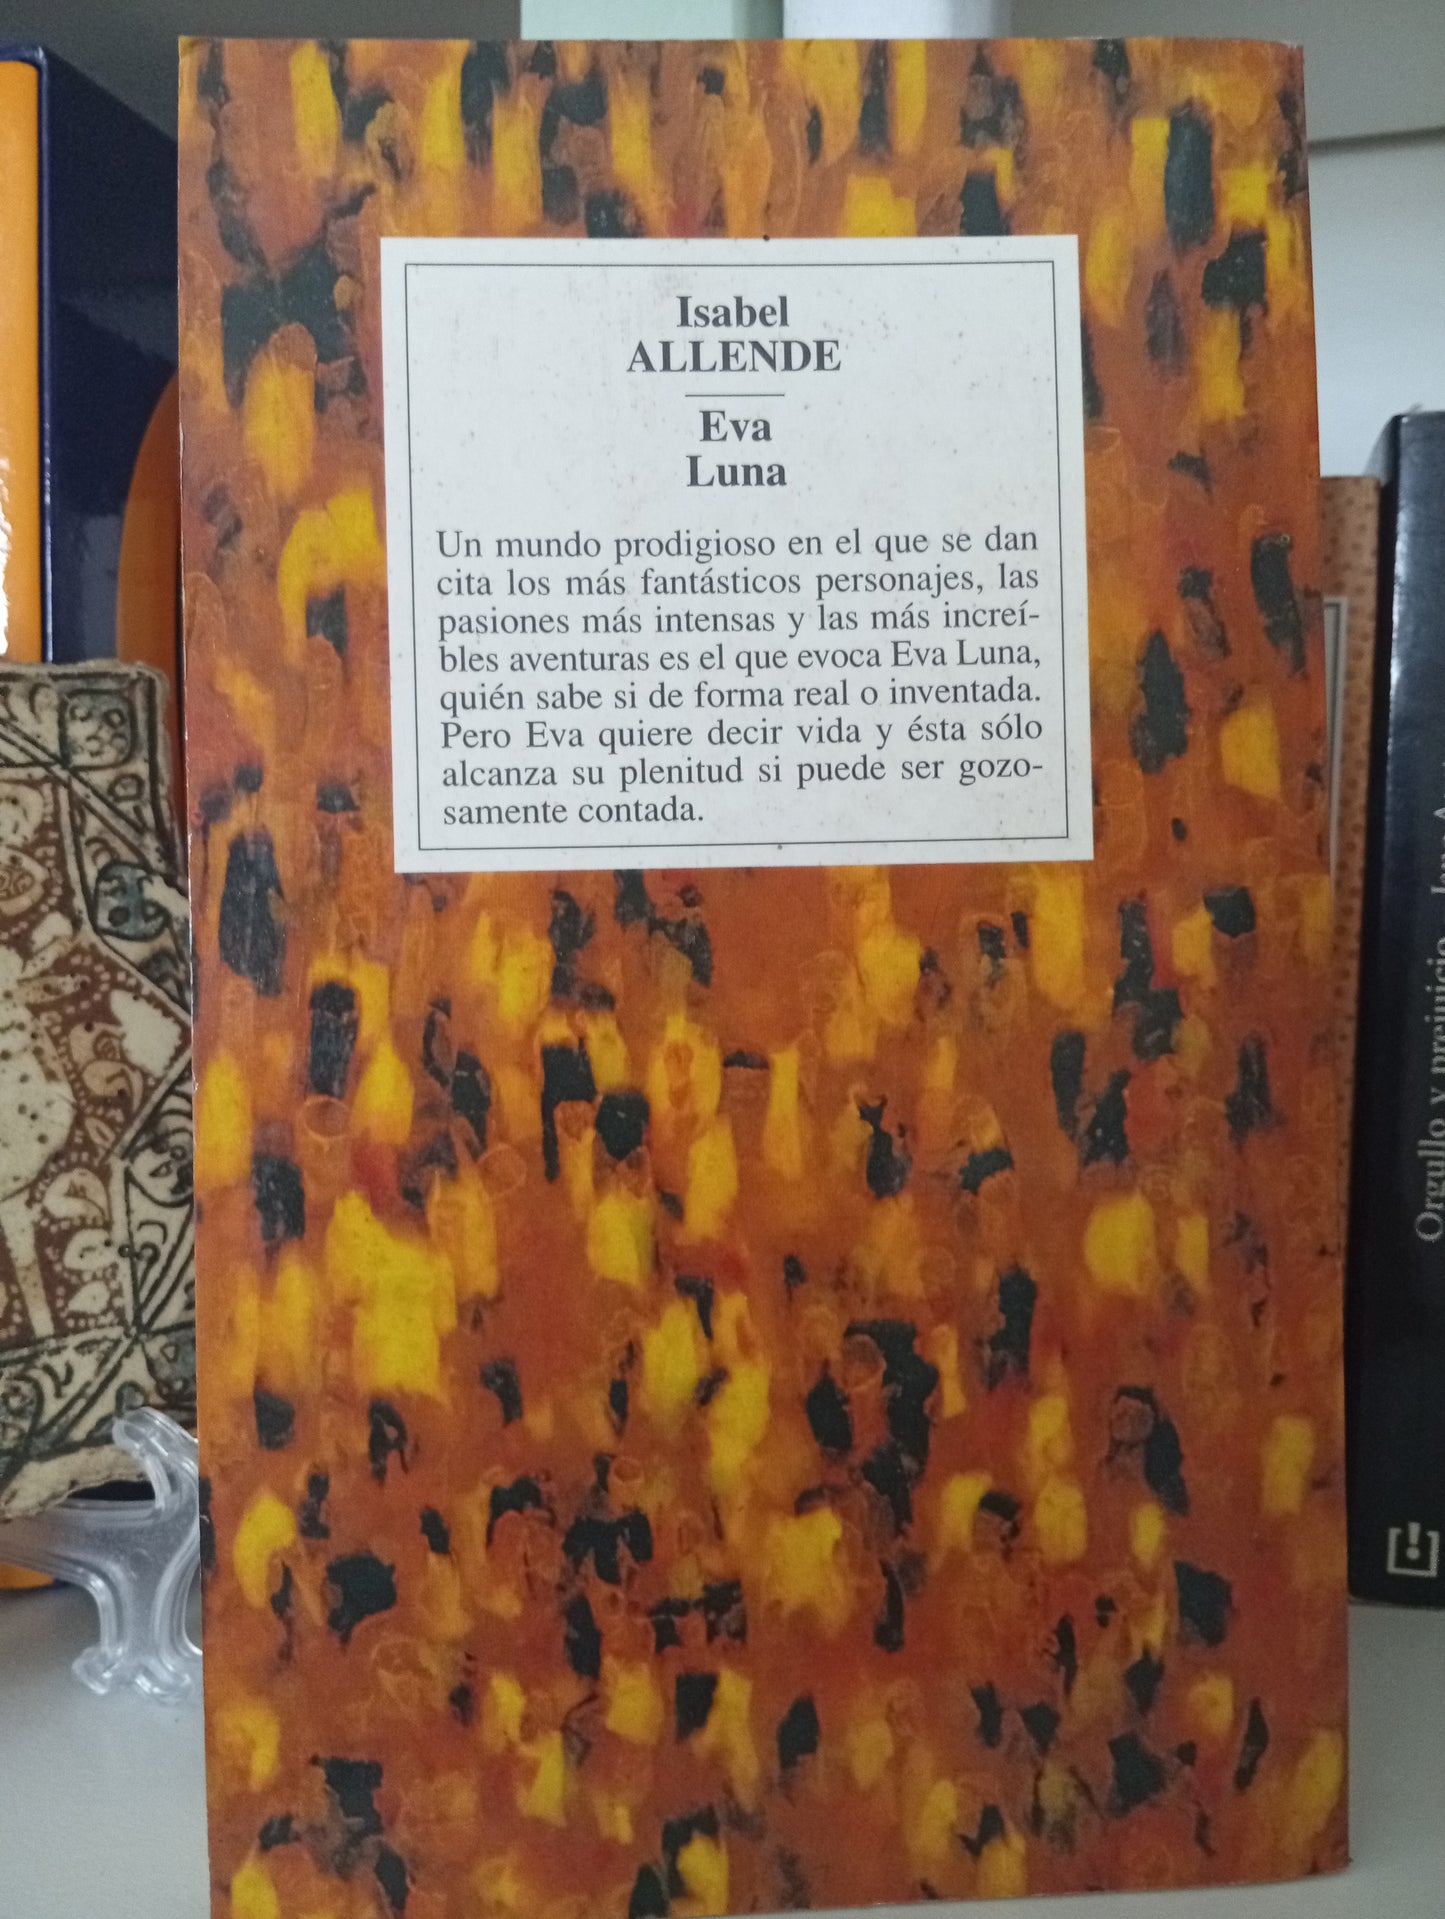 Isabel
ALLENDE
Eva
Luna
Un mundo prodigioso en el que se dan
cita los más fantásticos personajes, las
pasiones más intensas y las más increí-
bles aventuras es el que evoca Eva Luna,
quién sabe si de forma real o inventada.
Pero Eva quiere decir vida y ésta sólo
alcanza su plenitud si puede ser gozo-
samente contada.
Orgullo y prejuicio